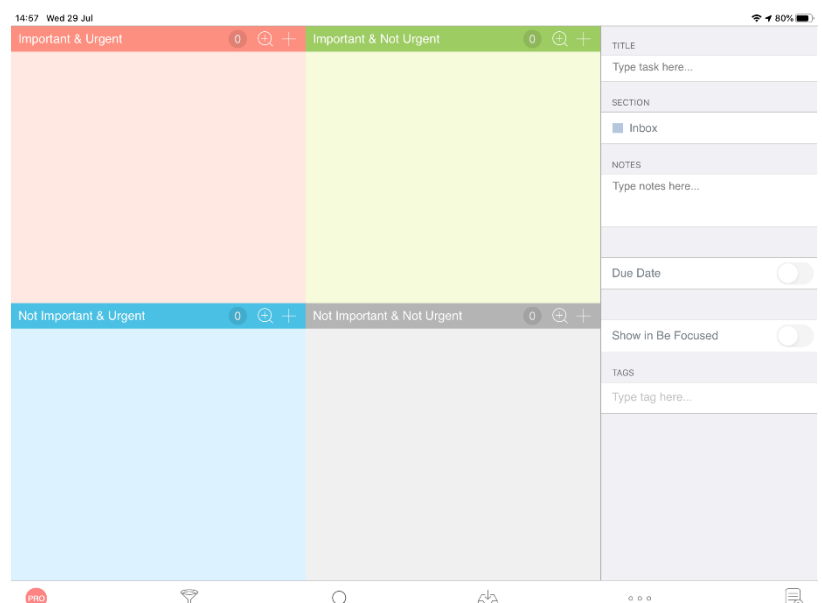 14:57 Wed 29 Jul
80%
Important & Urgent 0
Important & Not Urgent 0
Not Important & Urgent 0
Not Important & Not Urgent 0
TITLE
Type task here...
SECTION
Inbox
NOTES
Type notes here...
Due Date
Show in Be Focused
TAGS
Type tag here...
PRO